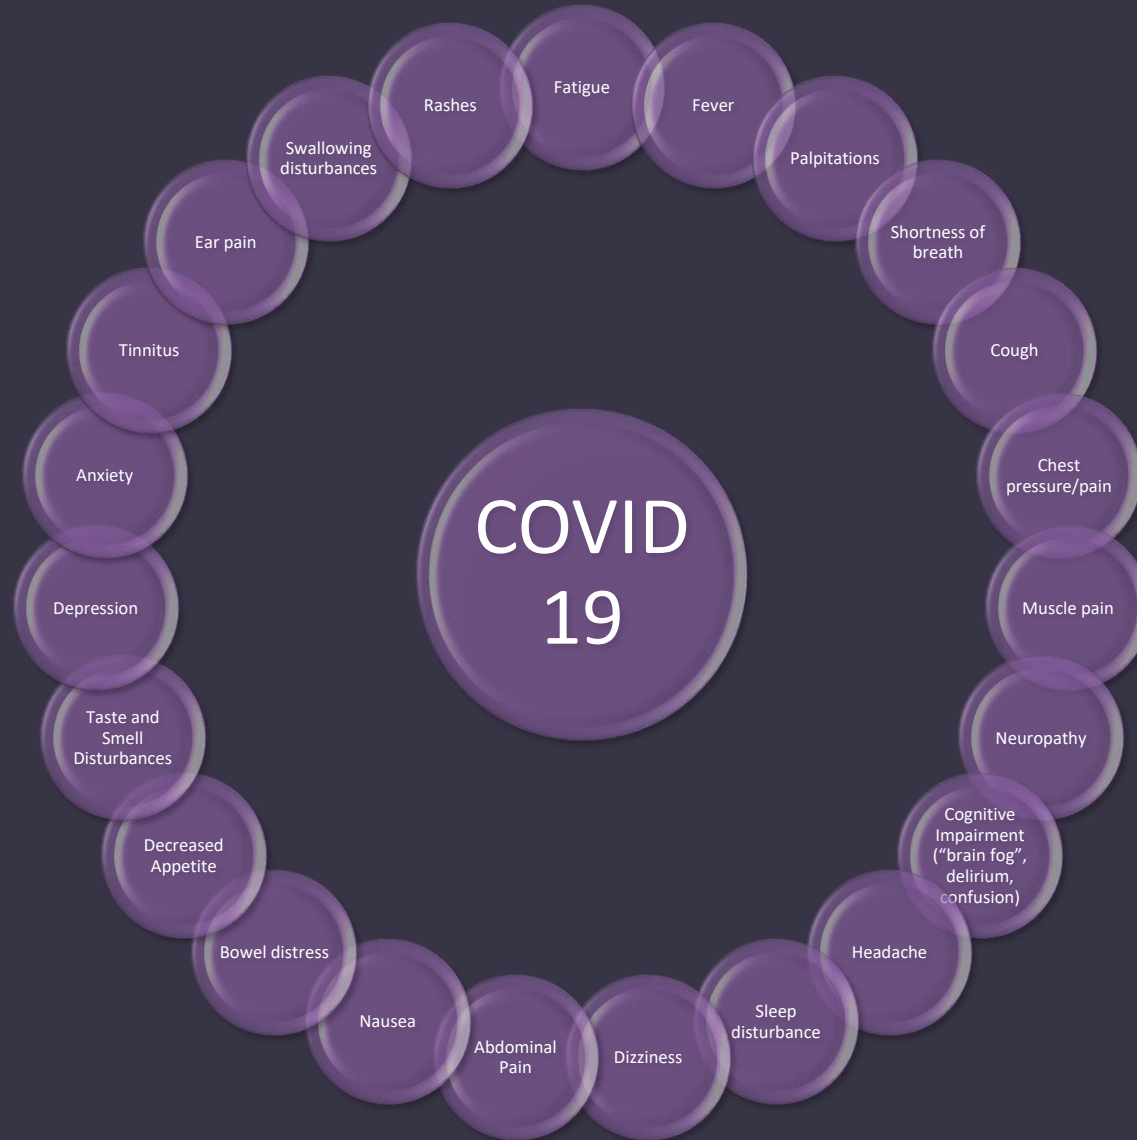 Fatigue
Fever
Palpitations
Shortness of
breath
Cough
Chest
pressure/pain
Muscle pain
Neuropathy
Cognitive
Impairment
(“brain fog”,
delirium,
confusion)
Headache
Sleep
disturbance
Dizziness
Abdominal
Pain
Nausea
Bowel distress
Decreased
Appetite
Taste and
Smell
Disturbances
Depression
Anxiety
Tinnitus
Ear pain
Swallowing
disturbances
Rashes
COVID
19